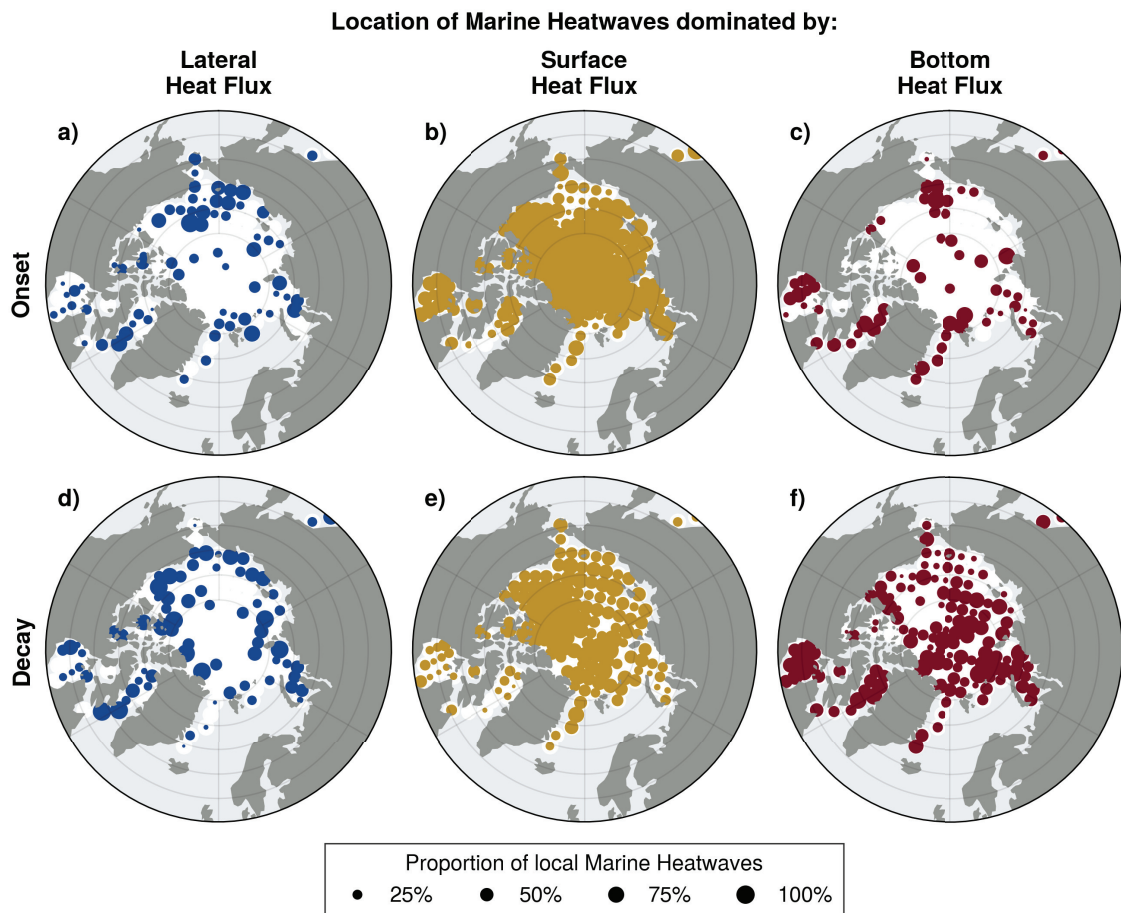 Location of Marine Heatwaves dominated by:
Lateral
Heat Flux
Surface
Heat Flux
Bottom
Heat Flux
Onset
a)
b)
c)
Decay
d)
e)
f)
Proportion of local Marine Heatwaves
25% 50% 75% 100%